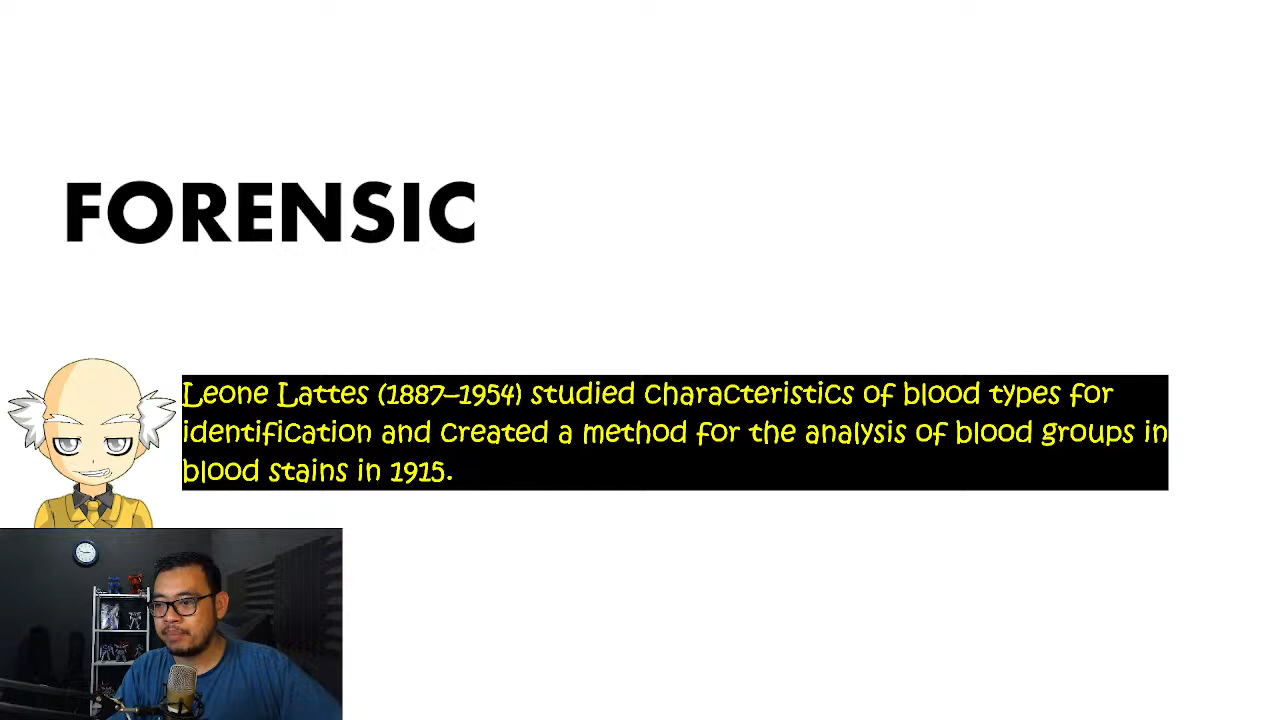 FORENSIC
Leone Lattes (1887–1954) studied characteristics of blood types for
identification and created a method for the analysis of blood groups in
blood stains in 1915.